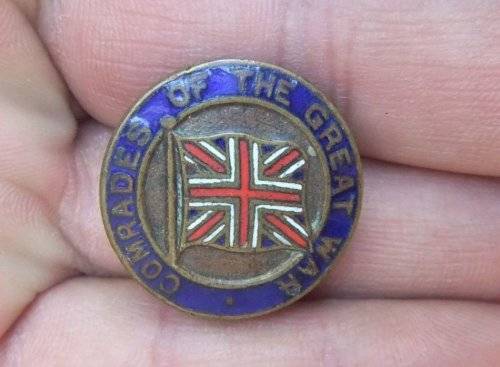 COMRADES OF THE GREAT WAR